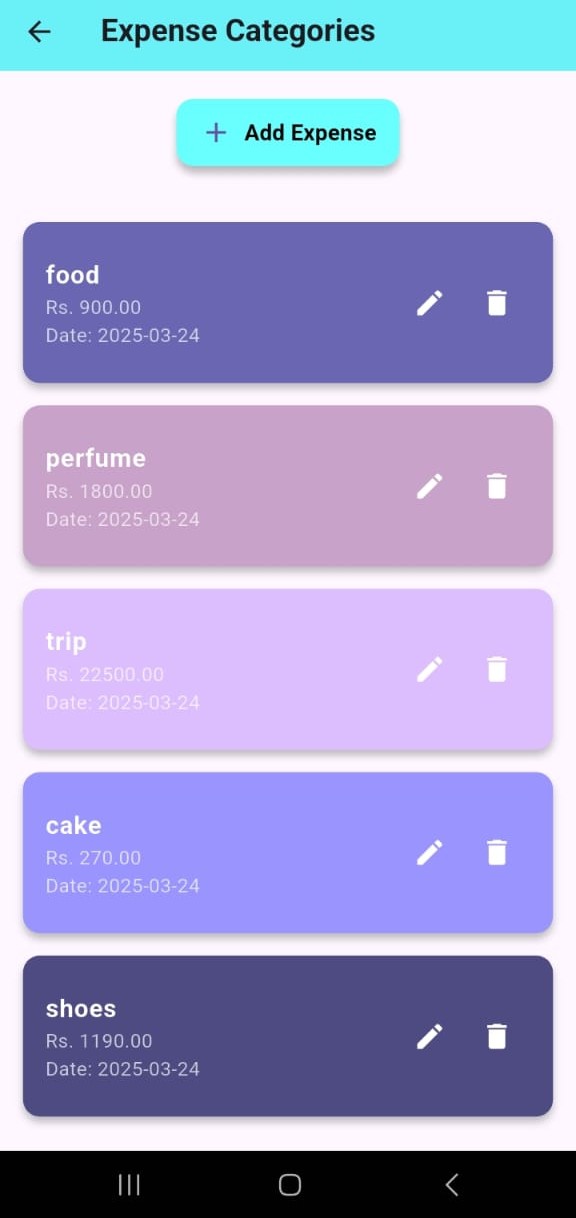 Expense Categories
+ Add Expense
food
Rs. 900.00
Date: 2025-03-24
perfume
Rs. 1800.00
Date: 2025-03-24
trip
Rs. 22500.00
Date: 2025-03-24
cake
Rs. 270.00
Date: 2025-03-24
shoes
Rs. 1190.00
Date: 2025-03-24